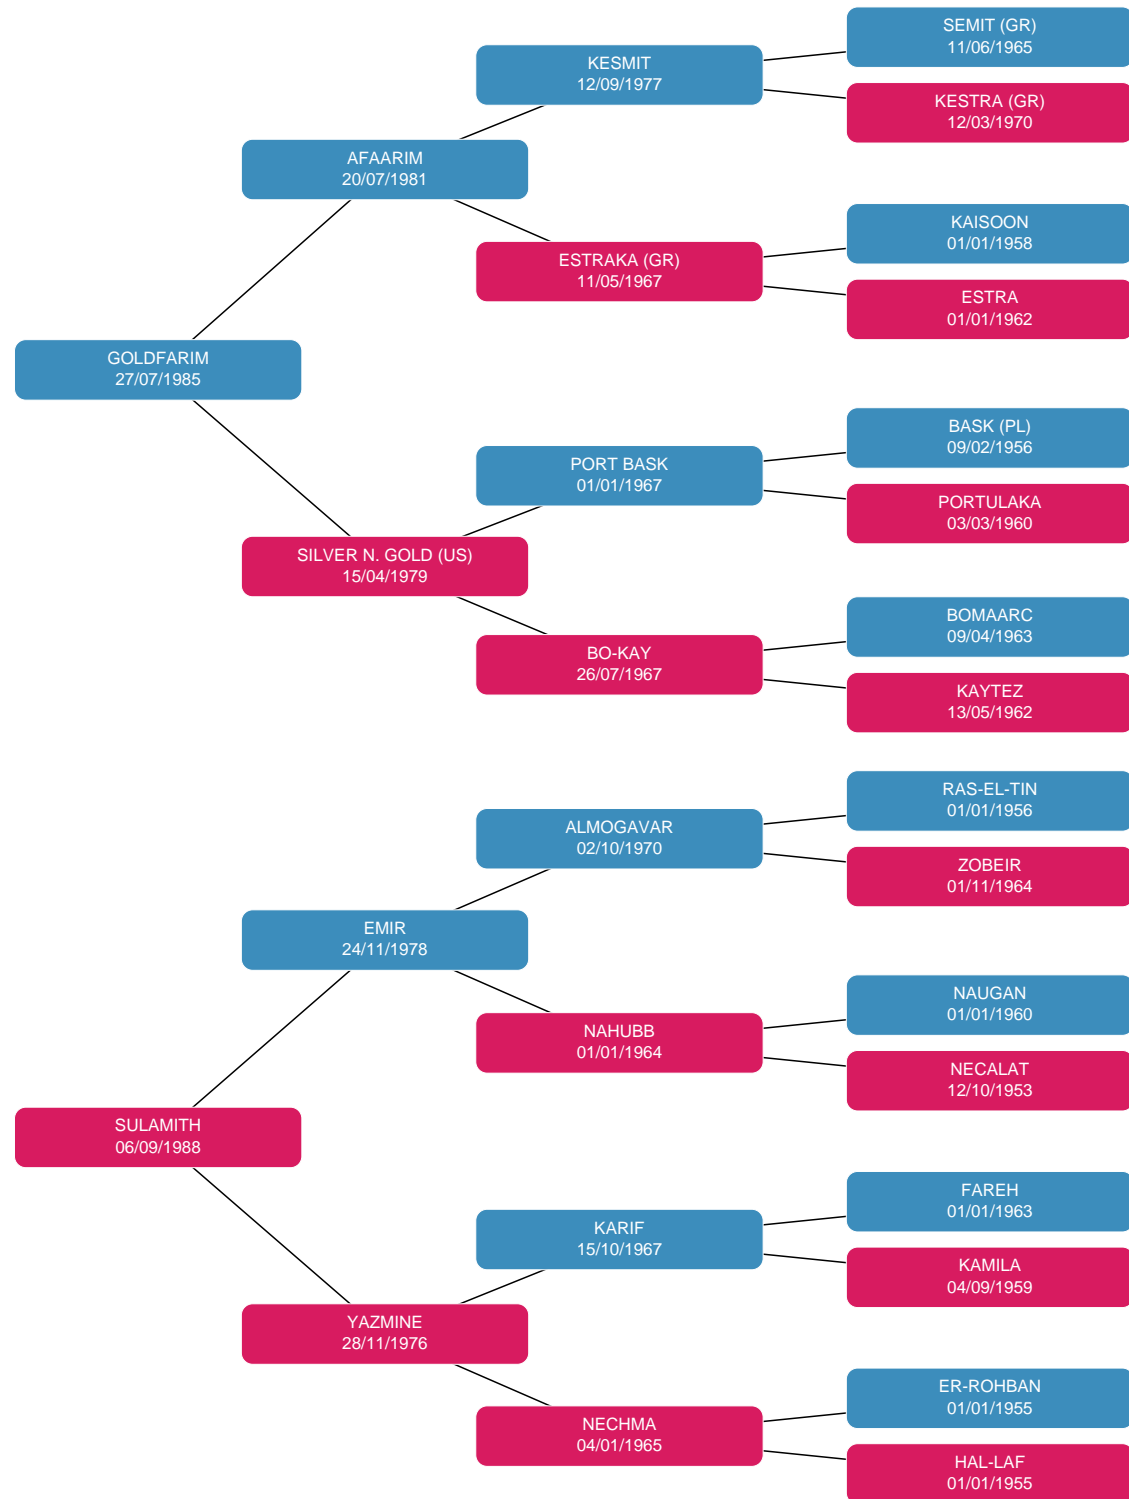 SEMIT (GR)
11/06/1965
KESMIT
12/09/1977
KESTRA (GR)
12/03/1970
AFAARIM
20/07/1981
KAISOON
01/01/1958
ESTRAKA (GR)
11/05/1967
ESTRA
01/01/1962
GOLDFARIM
27/07/1985
BASK (PL)
09/02/1956
PORT BASK
01/01/1967
PORTULAKA
03/03/1960
SILVER N. GOLD (US)
15/04/1979
BOMAARC
09/04/1963
BO-KAY
26/07/1967
KAYTEZ
13/05/1962
RAS-EL-TIN
01/01/1956
ALMOGAVAR
02/10/1970
ZOBEIR
01/11/1964
EMIR
24/11/1978
NAUGAN
01/01/1960
NAHUBB
01/01/1964
NECALAT
12/10/1953
SULAMITH
06/09/1988
FAREH
01/01/1963
KARIF
15/10/1967
KAMILA
04/09/1959
YAZMINE
28/11/1976
ER-ROHBAN
01/01/1955
NECHMA
04/01/1965
HAL-LAF
01/01/1955